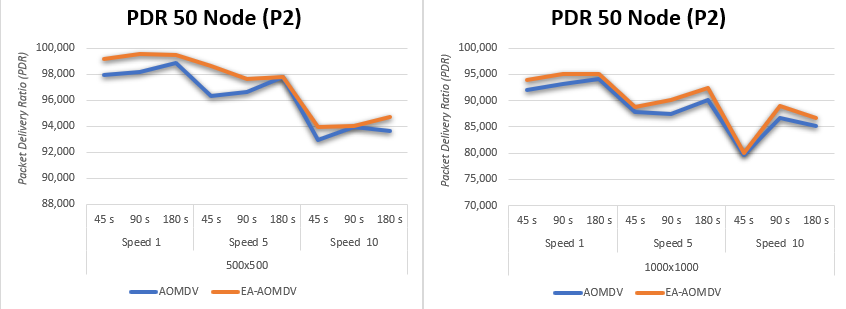 PDR 50 Node (P2)
Packet Delivery Ratio (PDR)
100,000
98,000
96,000
94,000
92,000
90,000
88,000
45 s 90 s 180 s 45 s 90 s 180 s 45 s 90 s 180 s
Speed 1 Speed 5 Speed 10
500x500
AOMDV EA-AOMDV
PDR 50 Node (P2)
Packet Delivery Ratio (PDR)
100,000
95,000
90,000
85,000
80,000
75,000
70,000
45 s 90 s 180 s 45 s 90 s 180 s 45 s 90 s 180 s
Speed 1 Speed 5 Speed 10
1000x1000
AOMDV EA-AOMDV